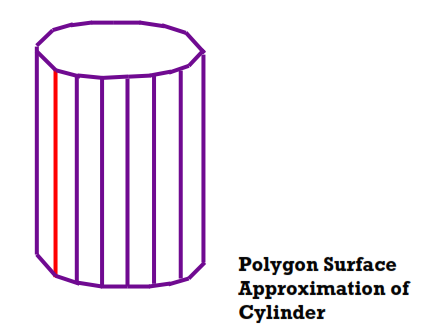 Polygon Surface
Approximation of
Cylinder